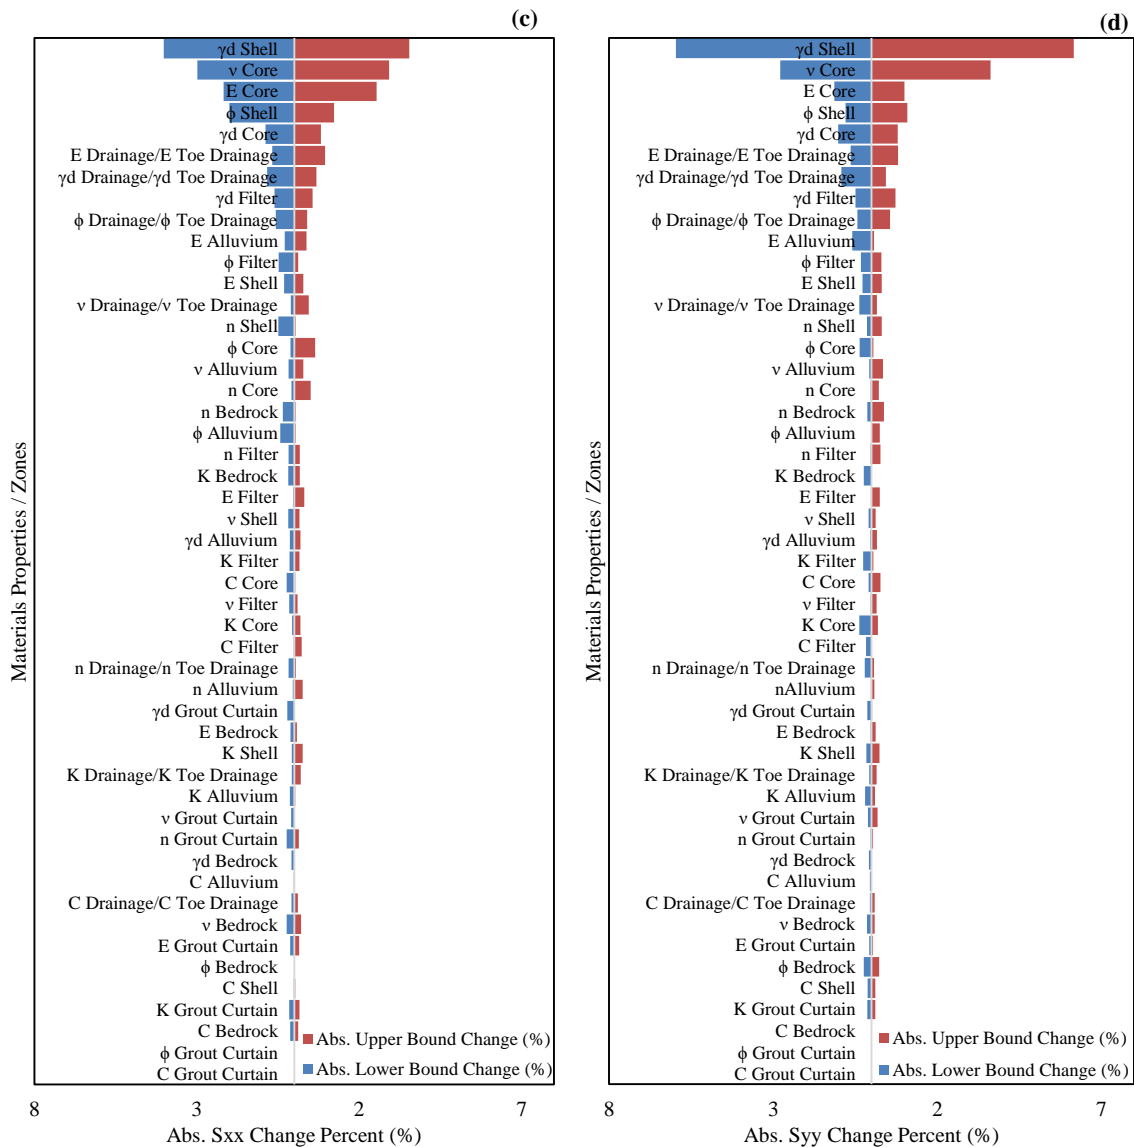 (c)
γd Shell
ν Core
E Core
ϕ Shell
γd Core
E Drainage/E Toe Drainage
γd Drainage/γd Toe Drainage
γd Filter
ϕ Drainage/ϕ Toe Drainage
E Alluvium
ϕ Filter
E Shell
ν Drainage/ν Toe Drainage
n Shell
ϕ Core
ν Alluvium
n Core
n Bedrock
ϕ Alluvium
n Filter
K Bedrock
E Filter
ν Shell
γd Alluvium
K Filter
C Core
ν Filter
K Core
C Filter
n Drainage/n Toe Drainage
n Alluvium
γd Grout Curtain
E Bedrock
K Shell
K Drainage/K Toe Drainage
K Alluvium
ν Grout Curtain
n Grout Curtain
γd Bedrock
C Alluvium
C Drainage/C Toe Drainage
ν Bedrock
E Grout Curtain
ϕ Bedrock
C Shell
K Grout Curtain
C Bedrock
ϕ Grout Curtain
C Grout Curtain
Abs. Upper Bound Change (%)
Abs. Lower Bound Change (%)
8 3 2 7
Abs. Sxx Change Percent (%)
Materials Properties / Zones
(d)
γd Shell
ν Core
E Core
ϕ Shell
γd Core
E Drainage/E Toe Drainage
γd Drainage/γd Toe Drainage
γd Filter
ϕ Drainage/ϕ Toe Drainage
E Alluvium
ϕ Filter
E Shell
ν Drainage/ν Toe Drainage
n Shell
ϕ Core
ν Alluvium
n Core
n Bedrock
ϕ Alluvium
n Filter
K Bedrock
E Filter
ν Shell
γd Alluvium
K Filter
C Core
ν Filter
K Core
C Filter
n Drainage/n Toe Drainage
nAlluvium
γd Grout Curtain
E Bedrock
K Shell
K Drainage/K Toe Drainage
K Alluvium
ν Grout Curtain
n Grout Curtain
γd Bedrock
C Alluvium
C Drainage/C Toe Drainage
ν Bedrock
E Grout Curtain
ϕ Bedrock
C Shell
K Grout Curtain
C Bedrock
ϕ Grout Curtain
C Grout Curtain
Abs. Upper Bound Change (%)
Abs. Lower Bound Change (%)
8 3 2 7
Abs. Syy Change Percent (%)
Materials Properties / Zones